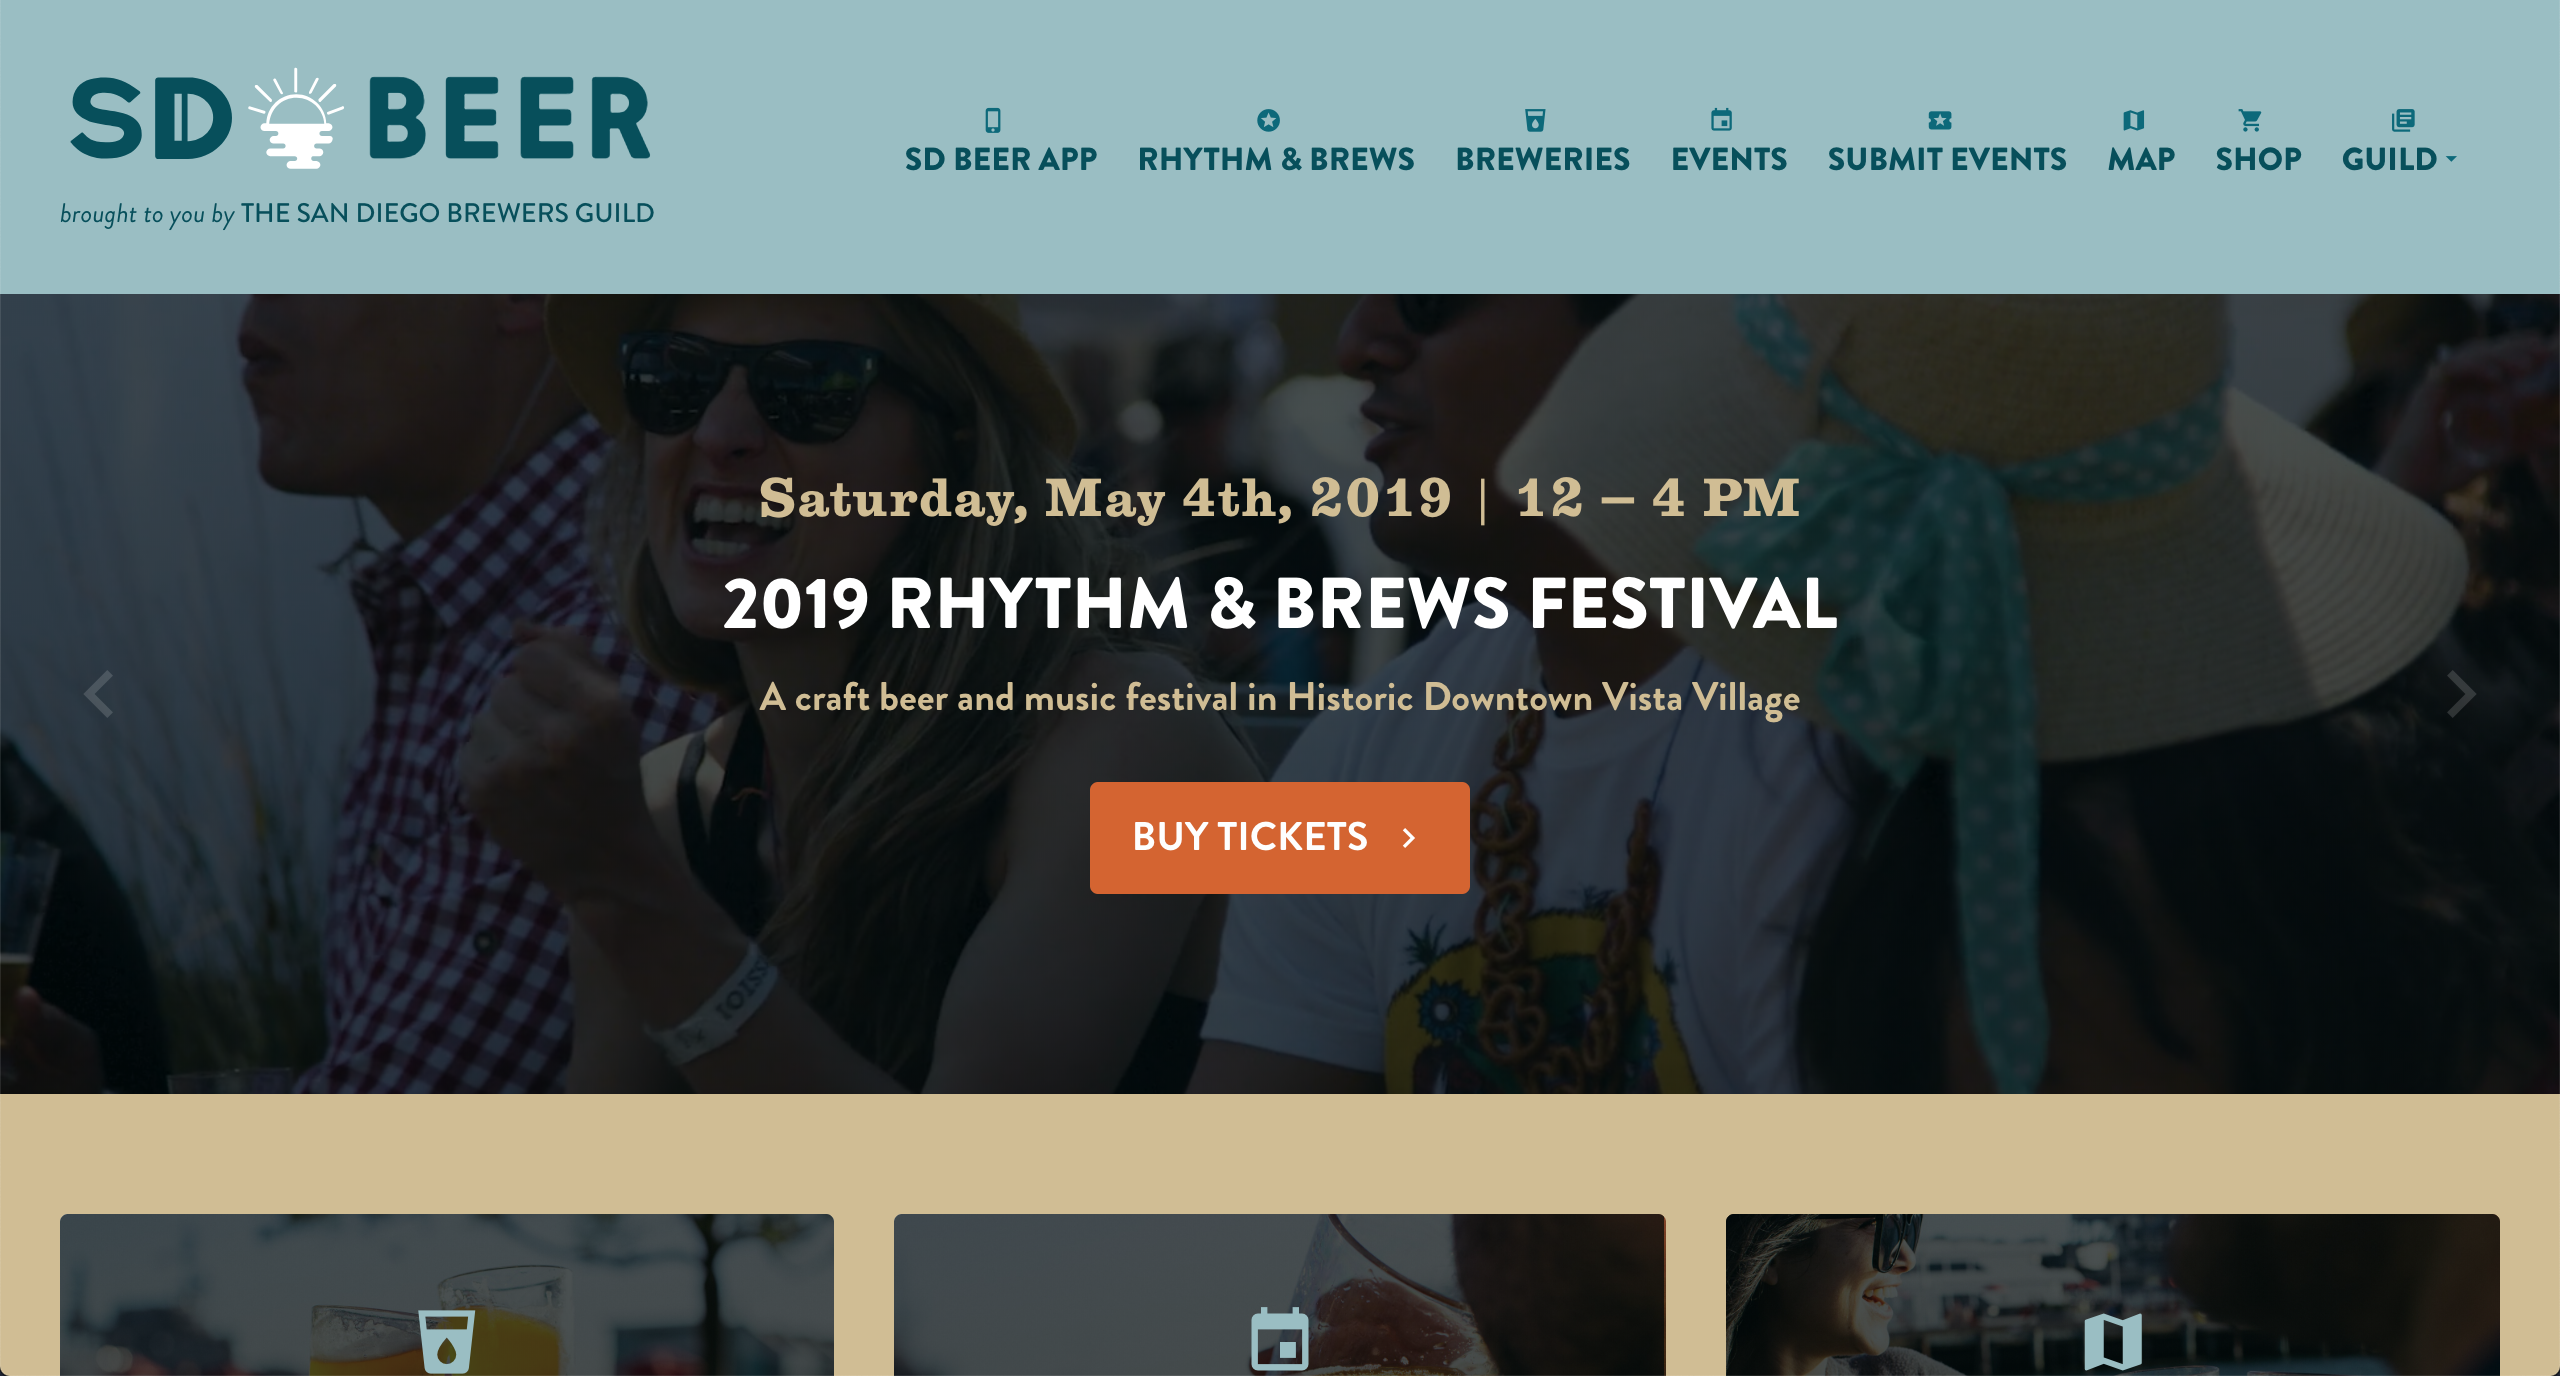 SD BEER
brought to you by THE SAN DIEGO BREWERS GUILD
SD BEER APP
RHYTHM & BREWS
BREWERIES
EVENTS
SUBMIT EVENTS
MAP
SHOP
GUILD
Saturday, May 4th, 2019 | 12 – 4 PM
2019 RHYTHM & BREWS FESTIVAL
A craft beer and music festival in Historic Downtown Vista Village
BUY TICKETS